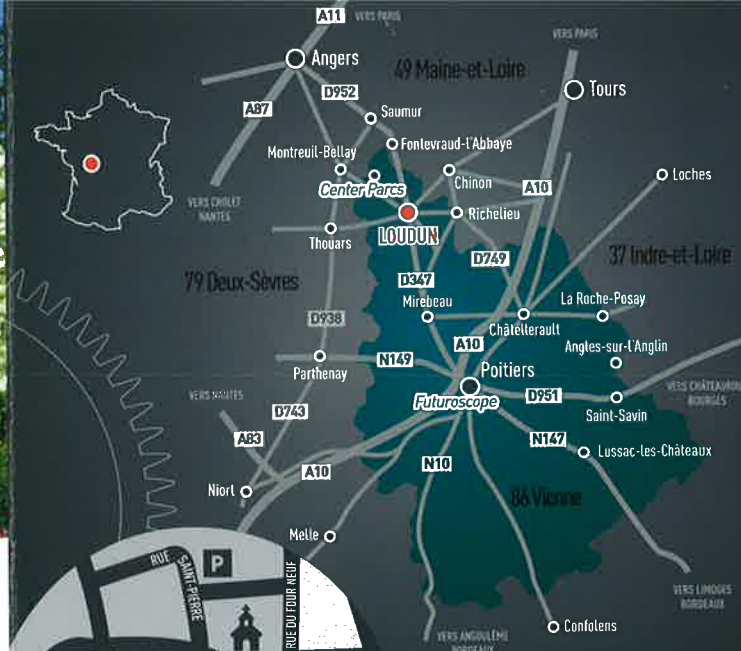 A11
VERS PARIS
Angers
VERS PARIS
49 Maine-et-Loire
Tours
D952
A87
Saumur
Fontevraud-l'Abbaye
Montreuil-Bellay
Center Parcs
Chinon
Loches
A10
VERS CHOLET
NANTES
Richelieu
LOUDUN
Thouars
D749
37 Indre-et-Loire
79 Deux-Sèvres
D347
Mirebeau
La Roche-Posay
D938
Châtellerault
A10
Angles-sur-l'Anglin
N149
Parthenay
Poitiers
Futuroscope
D951
VERS CHÂTEAUROUX
BOURGES
VERS NANTES
D743
Saint-Savin
A83
N147
Lussac-les-Châteaux
A10
N10
Niort
86 Vienne
Melle
RUE
SAINT-PIERRE
P
RUE DU FOUR NEUF
VERS LIMOGES
BORDEAUX
Confolens
VERS ANGOULÊME
BORDEAUX